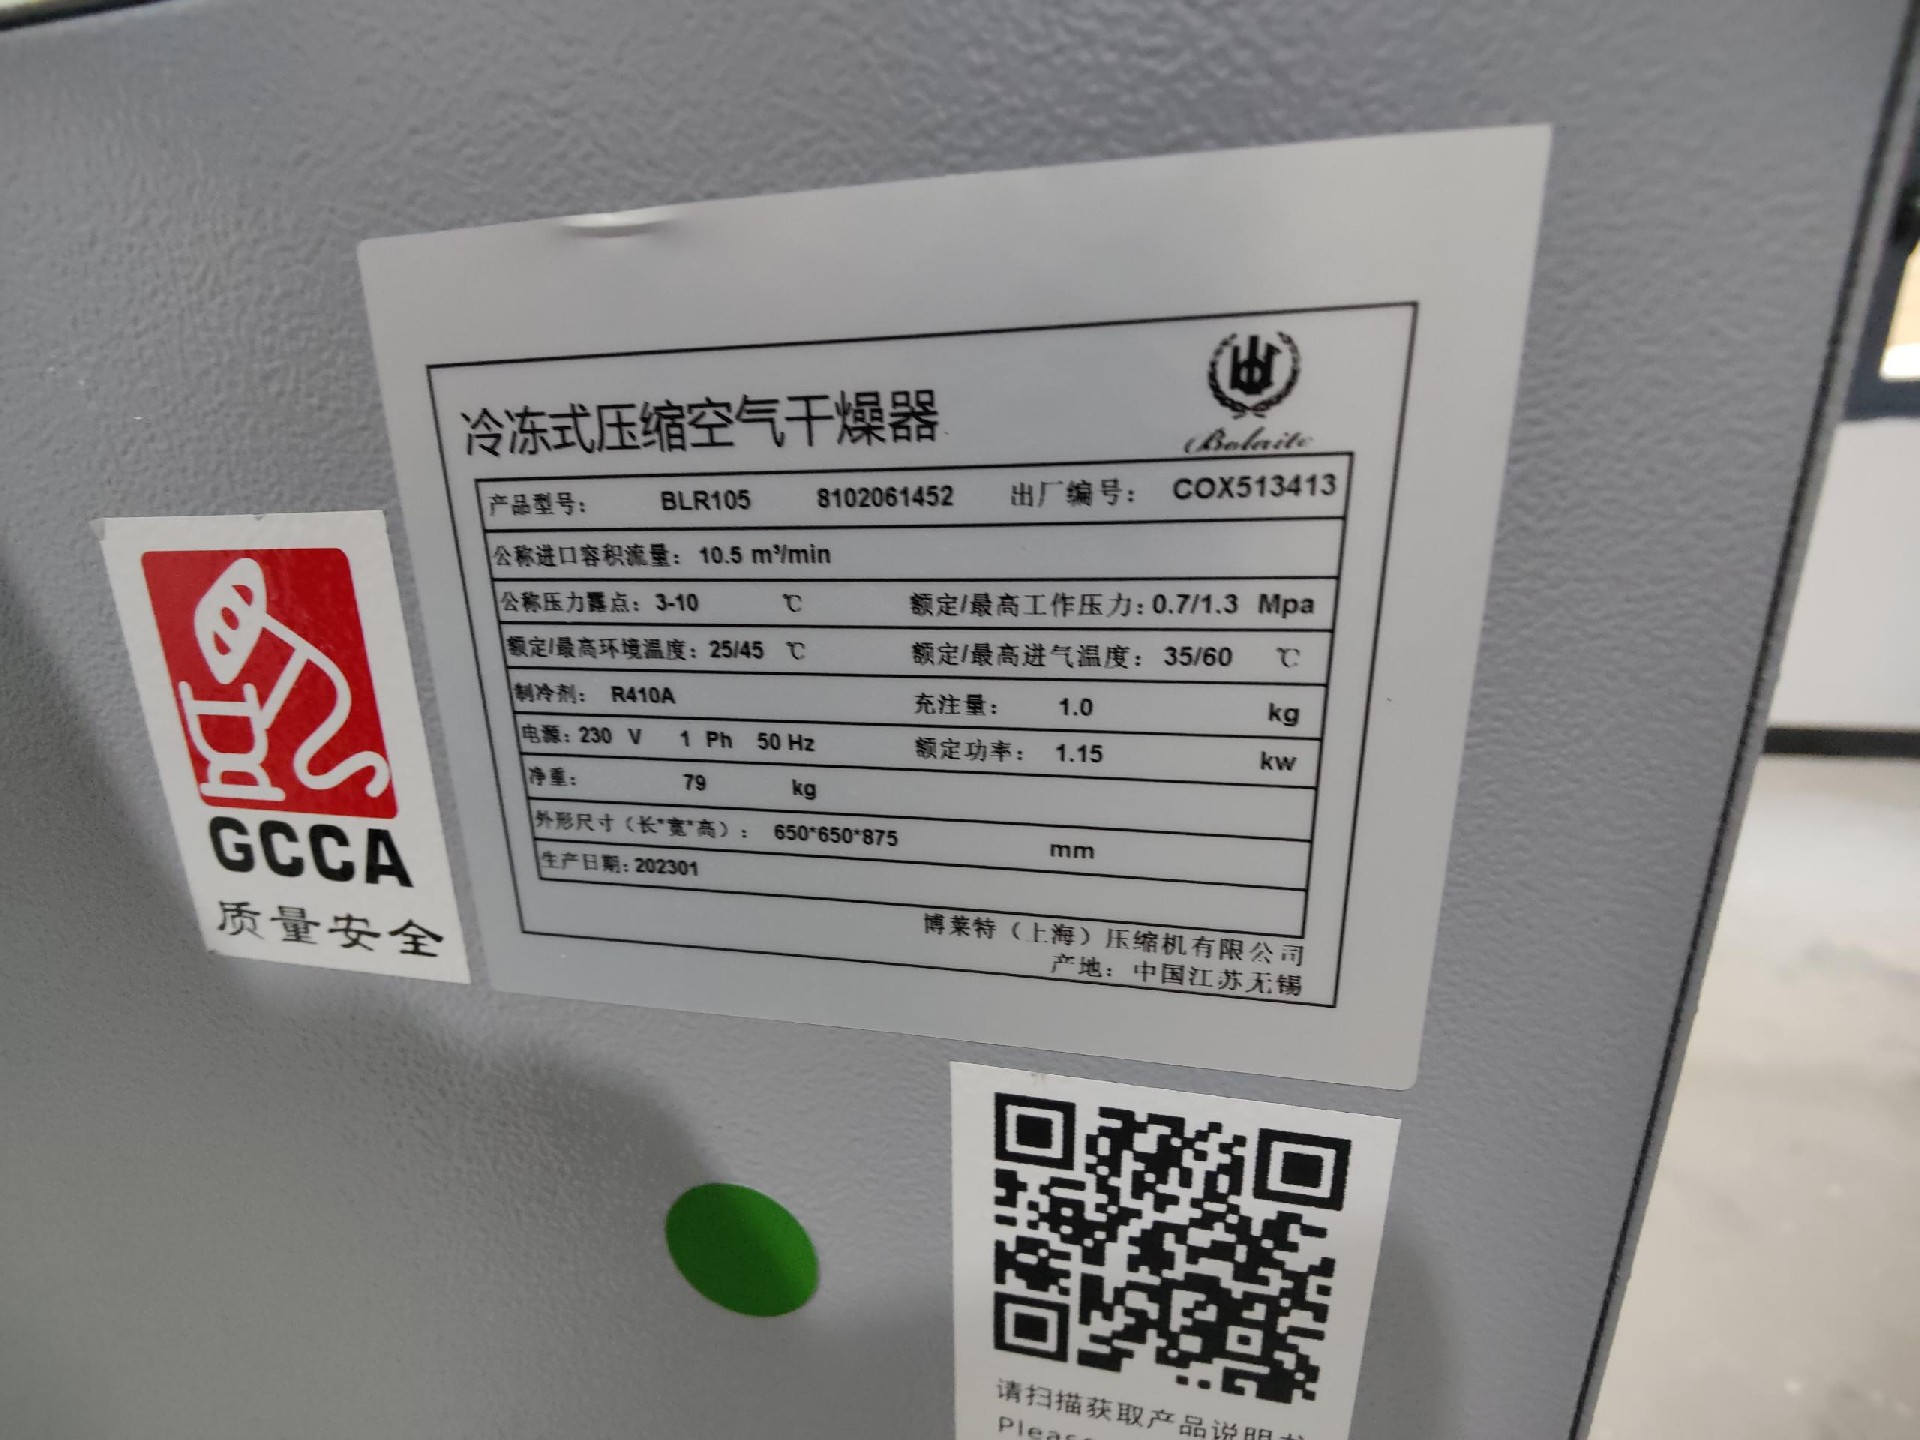 Bolaite
冷冻式压缩空气干燥器
产品型号: BLR105 8102061452 出厂编号: COX513413
公称进口容积流量: 10.5 m³/min
公称压力露点: 3-10 ℃ 额定/最高工作压力: 0.7/1.3 Mpa
额定/最高环境温度: 25/45 ℃ 额定/最高进气温度: 35/60 ℃
制冷剂: R410A 充注量: 1.0 kg
电源: 230 V 1 Ph 50 Hz 额定功率: 1.15 kw
净重: 79 kg
外形尺寸（长*宽*高）: 650*650*875 mm
生产日期: 202301
博莱特（上海）压缩机有限公司
产地: 中国江苏无锡
GCCA
质量安全
请扫描获取产品说明书